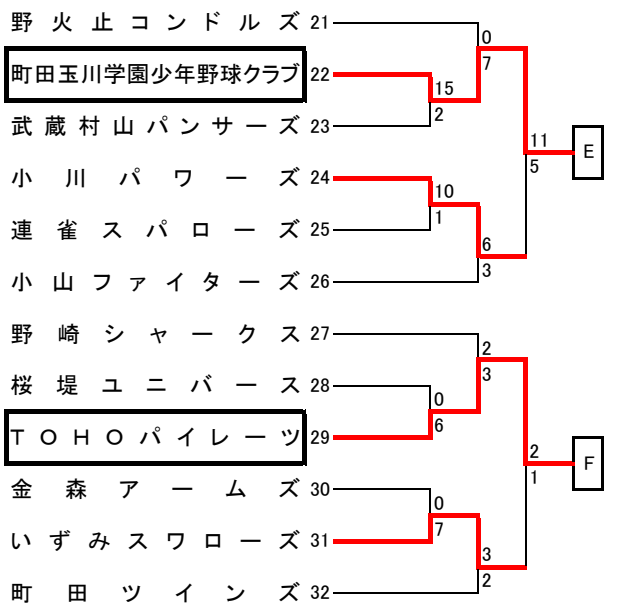 野火止コンドルズ 21
0
町田玉川学園少年野球クラブ 22
7
15
武蔵村山パンサーズ 23
2
11
E
5
小川パワーズ 24
10
連雀スパローズ 25
1
6
小山ファイターズ 26
3
野崎シャークス 27
2
桜堤ユニバース 28
3
0
TOHOパイレーツ 29
6
2
F
1
金森アームズ 30
0
いずみスワローズ 31
7
3
町田ツインズ 32
2